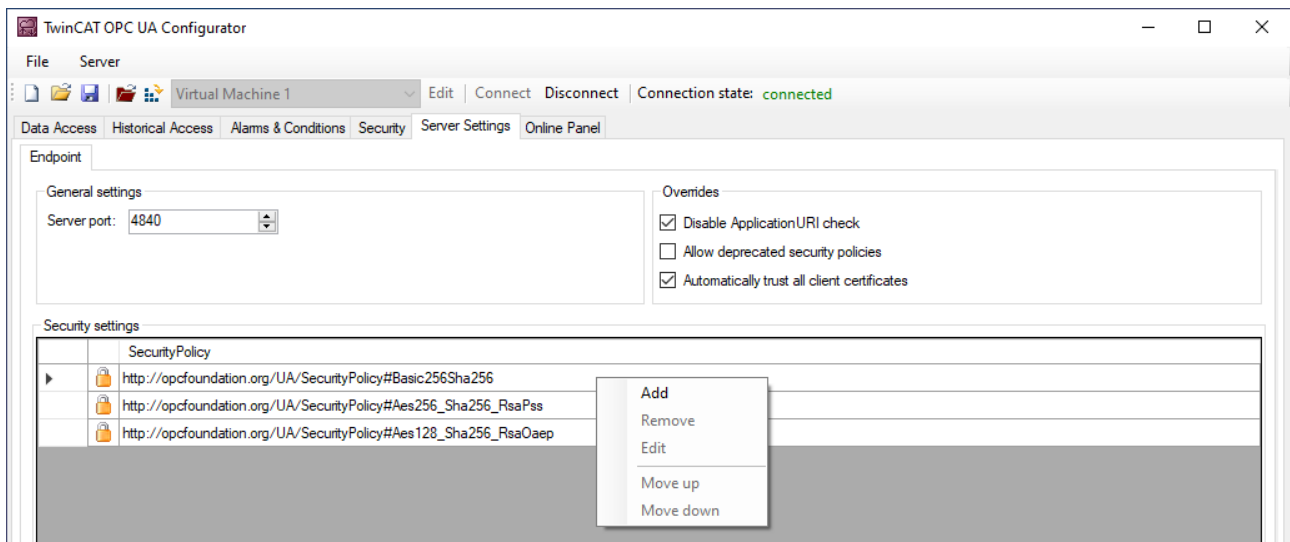 TwinCAT OPC UA Configurator
File Server
Virtual Machine 1 Edit Connect Disconnect Connection state: connected
Data Access Historical Access Alarms & Conditions Security Server Settings Online Panel
Endpoint
General settings
Server port: 4840
Overrides
Disable ApplicationURI check
Allow deprecated security policies
Automatically trust all client certificates
Security settings
SecurityPolicy
http://opcfoundation.org/UA/SecurityPolicy#Basic256Sha256
http://opcfoundation.org/UA/SecurityPolicy#Aes256_Sha256_RsaPss
http://opcfoundation.org/UA/SecurityPolicy#Aes128_Sha256_RsaOaep
Add
Remove
Edit
Move up
Move down